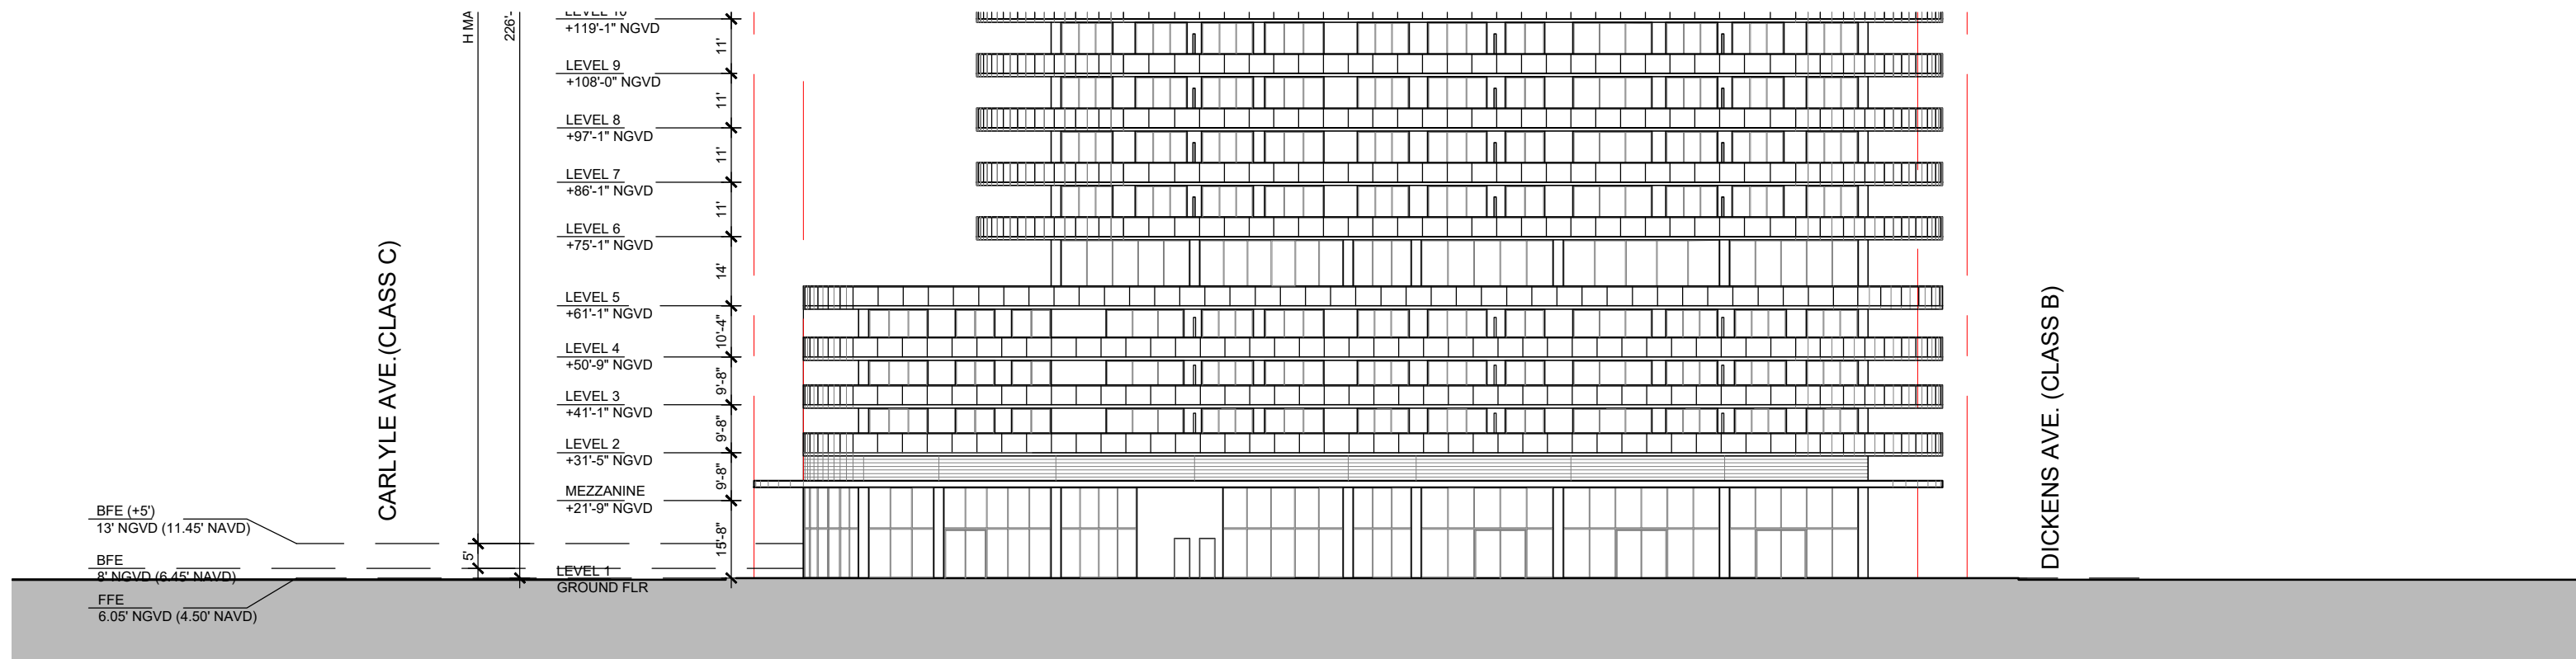 H MA
226'-
LEVEL 10
+119'-1" NGVD
11'
LEVEL 9
+108'-0" NGVD
11'
LEVEL 8
+97'-1" NGVD
11'
LEVEL 7
+86'-1" NGVD
11'
LEVEL 6
+75'-1" NGVD
14'
LEVEL 5
+61'-1" NGVD
10'-4"
LEVEL 4
+50'-9" NGVD
9'-8"
LEVEL 3
+41'-1" NGVD
9'-8"
LEVEL 2
+31'-5" NGVD
9'-8"
MEZZANINE
+21'-9" NGVD
15'-8"
LEVEL 1
GROUND FLR
CARLYLE AVE.(CLASS C)
DICKENS AVE. (CLASS B)
BFE (+5')
13' NGVD (11.45' NAVD)
5'
BFE
8' NGVD (6.45' NAVD)
FFE
6.05' NGVD (4.50' NAVD)